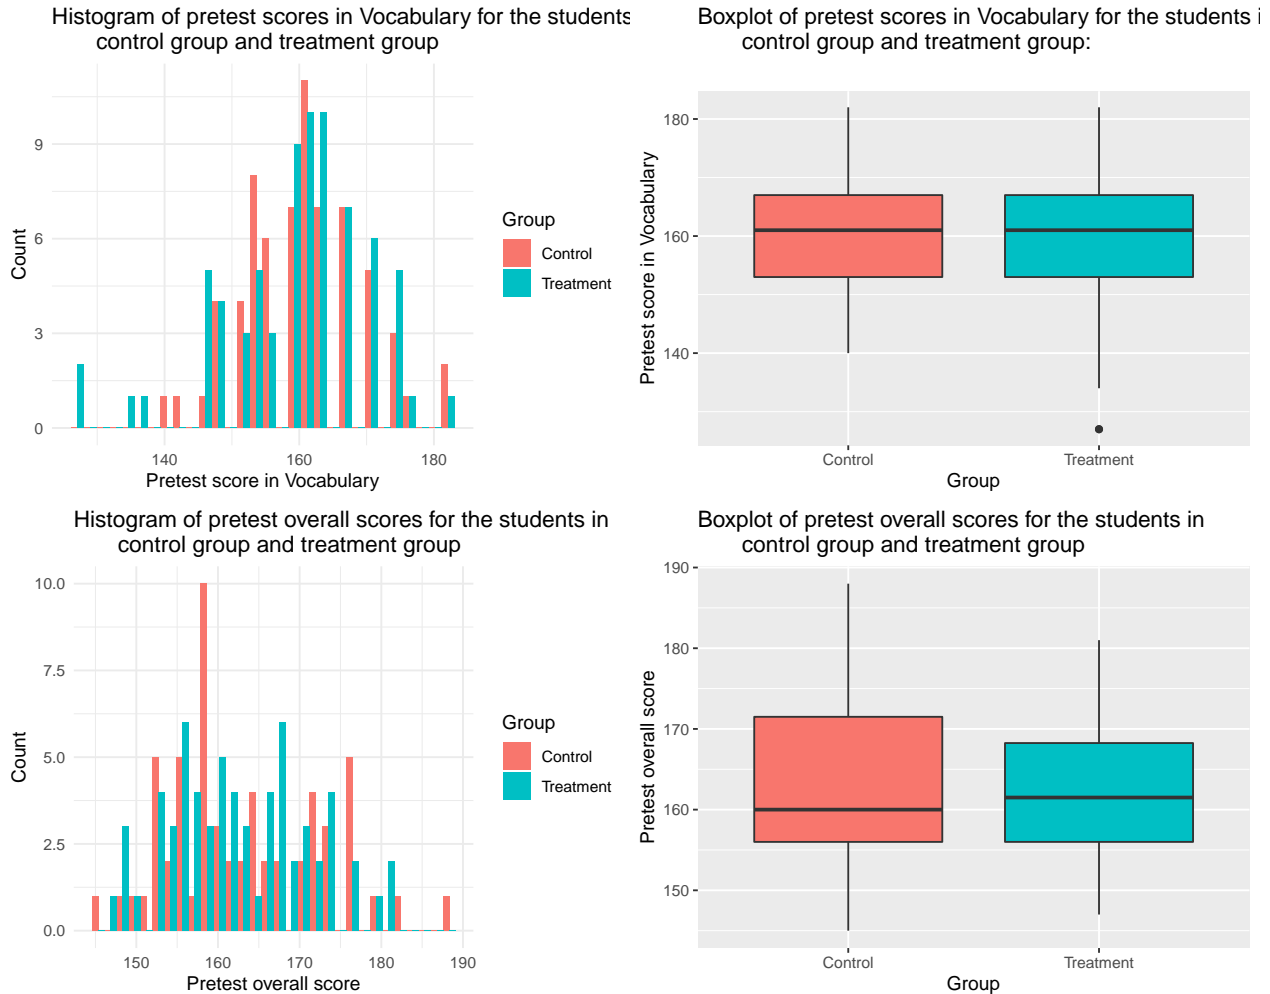 Histogram of pretest scores in Vocabulary for the students
control group and treatment group
9
6
3
0
Count
140 160 180
Pretest score in Vocabulary
Group
Control
Treatment
Boxplot of pretest scores in Vocabulary for the students i
control group and treatment group:
180
160
140
Pretest score in Vocabulary
Control Treatment
Group
Histogram of pretest overall scores for the students in
control group and treatment group
10.0
7.5
5.0
2.5
0.0
Count
150 160 170 180 190
Pretest overall score
Group
Control
Treatment
Boxplot of pretest overall scores for the students in
control group and treatment group
190
180
170
160
150
Pretest overall score
Control Treatment
Group